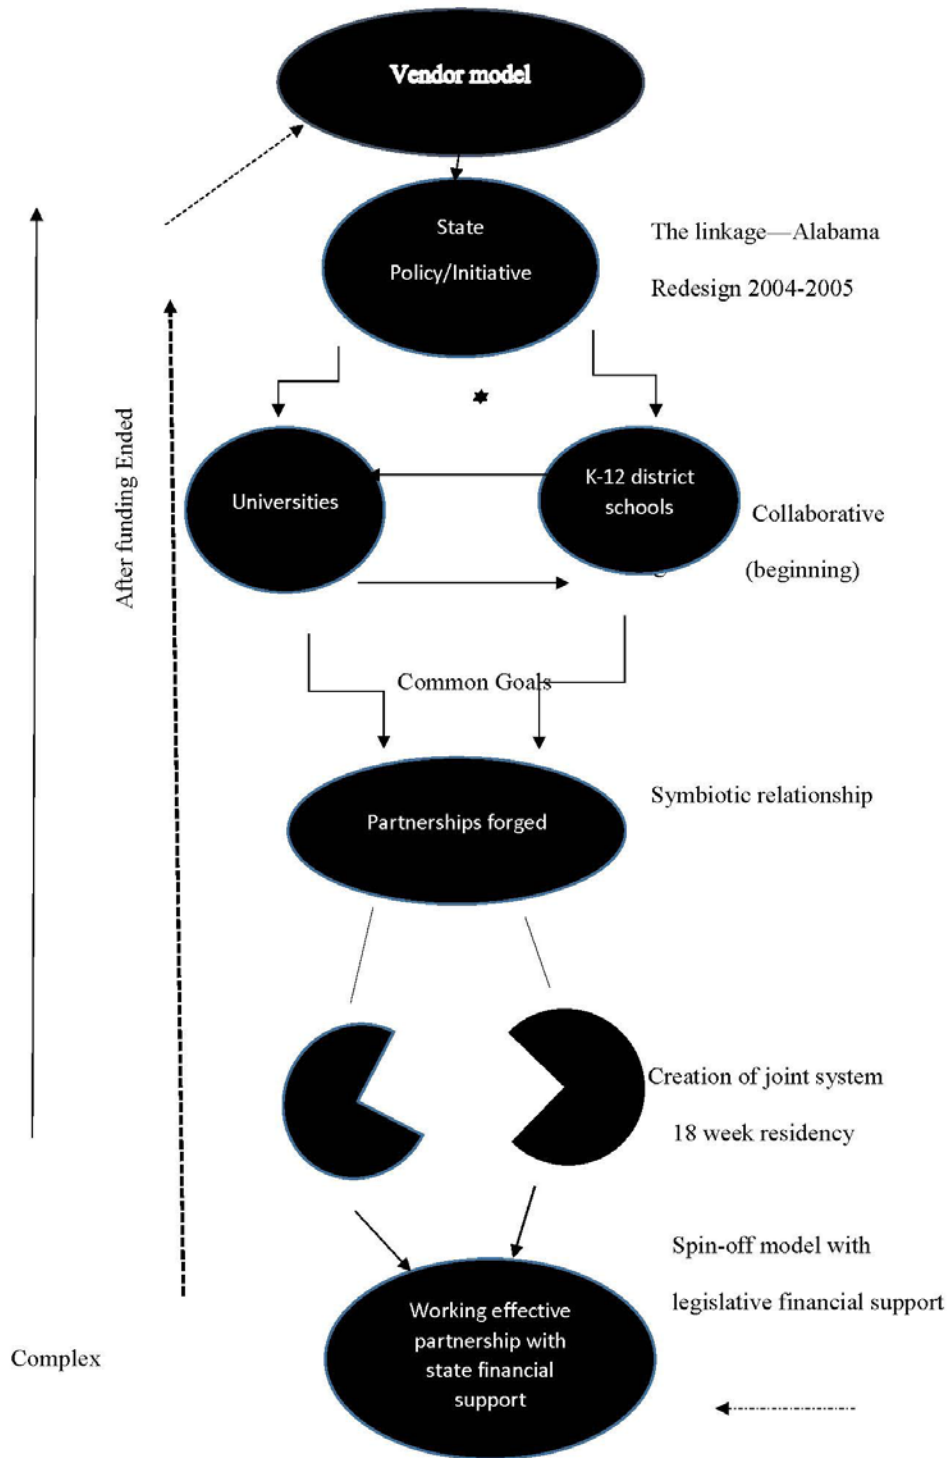 Vendor model
State
Policy/Initiative
The linkage—Alabama
Redesign 2004-2005
After funding Ended
Universities
K-12 district
schools
Collaborative
(beginning)
Common Goals
Partnerships forged
Symbiotic relationship
Creation of joint system
18 week residency
Spin-off model with
legislative financial support
Working effective
partnership with
state financial
support
Complex